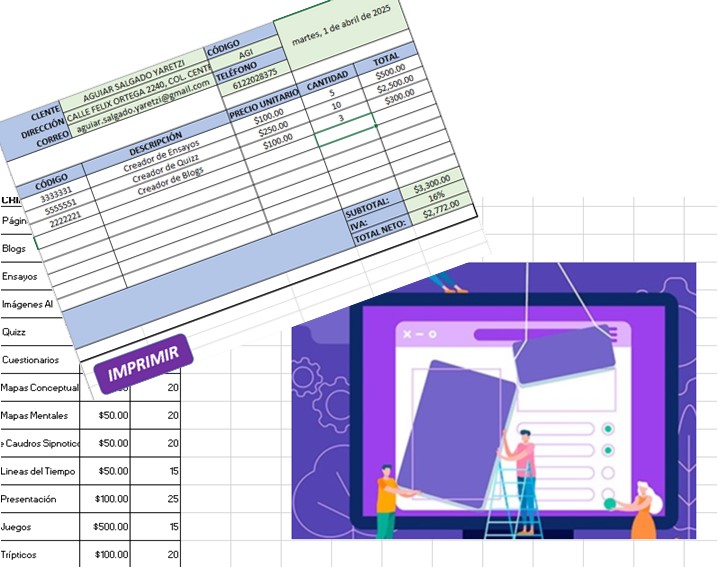 martes, 1 de abril de 2025
CLENTE AGUIAR SALGADO YARETZI CÓDIGO AGI
DIRECCIÓN CALLE FELIX ORTEGA 2240, COL. CENT TELÉFONO
CORREO aguiar.salgado.yaretzi@gmail.com 6122028375
CÓDIGO DESCRIPCIÓN PRECIO UNITARIO CANTIDAD TOTAL
3333331 Creador de Ensayos $100.00 5 $500.00
5555551 Creador de Quizz $250.00 10 $2,500.00
2222221 Creador de Blogs $100.00 3 $300.00
SUBTOTAL: $3,300.00
IVA: 16%
TOTAL NETO: $2,772.00
IMPRIMIR
Págin
Blogs
Ensayos
Imágenes AI
Quizz
Cuestionarios
Mapas Conceptual 20
Mapas Mentales $50.00 20
e Caudros Sipnotico $50.00 20
Lineas del Tiempo $50.00 15
Presentación $100.00 25
Juegos $500.00 15
Trípticos $100.00 20